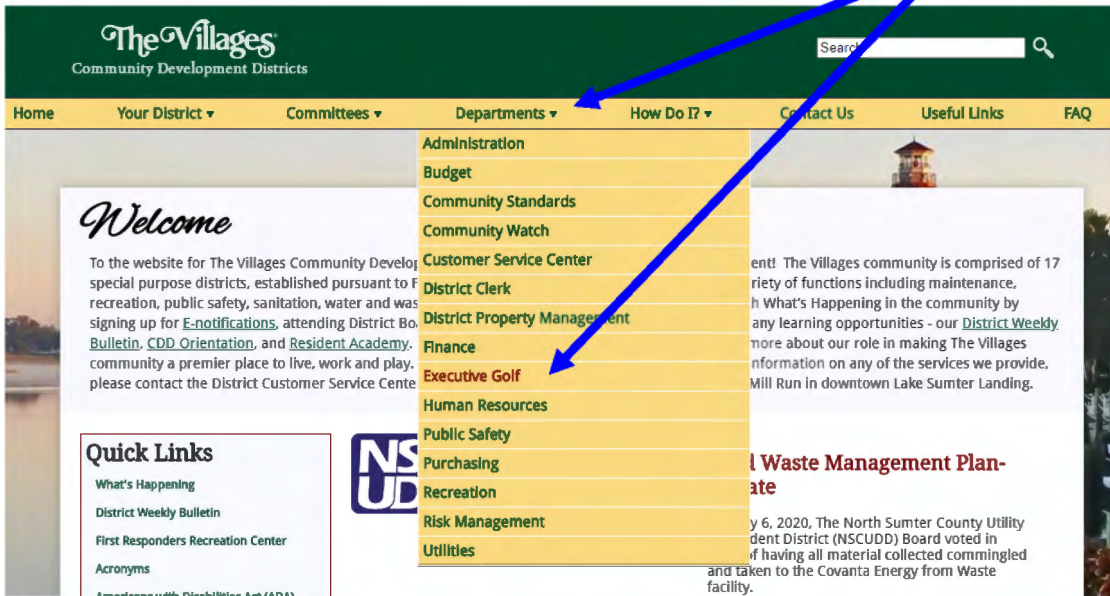 The Villages
Community Development Districts
Search
Home Your District Committees Departments How Do I? Contact Us Useful Links FAQ
Administration
Budget
Community Standards
Community Watch
Customer Service Center
District Clerk
District Property Management
Finance
Executive Golf
Human Resources
Public Safety
Purchasing
Recreation
Risk Management
Utilities
Welcome
To the website for The Villages Community Develop ent! The Villages community is comprised of 17
special purpose districts, established pursuant to F riety of functions including maintenance,
recreation, public safety, sanitation, water and was h What's Happening in the community by
signing up for E-notifications, attending District Bo any learning opportunities - our District Weekly
Bulletin, CDD Orientation, and Resident Academy. more about our role in making The Villages
community a premier place to live, work and play. nformation on any of the services we provide,
please contact the District Customer Service Cente Mill Run in downtown Lake Sumter Landing.
Quick Links
What's Happening
District Weekly Bulletin
First Responders Recreation Center
Acronyms
Americans with Disabilities Act (ADA)
NS
UD
Waste Management Plan-
ate
y 6, 2020, The North Sumter County Utility
dent District (NSCUDD) Board voted in
of having all material collected commingled
and taken to the Covanta Energy from Waste
facility.